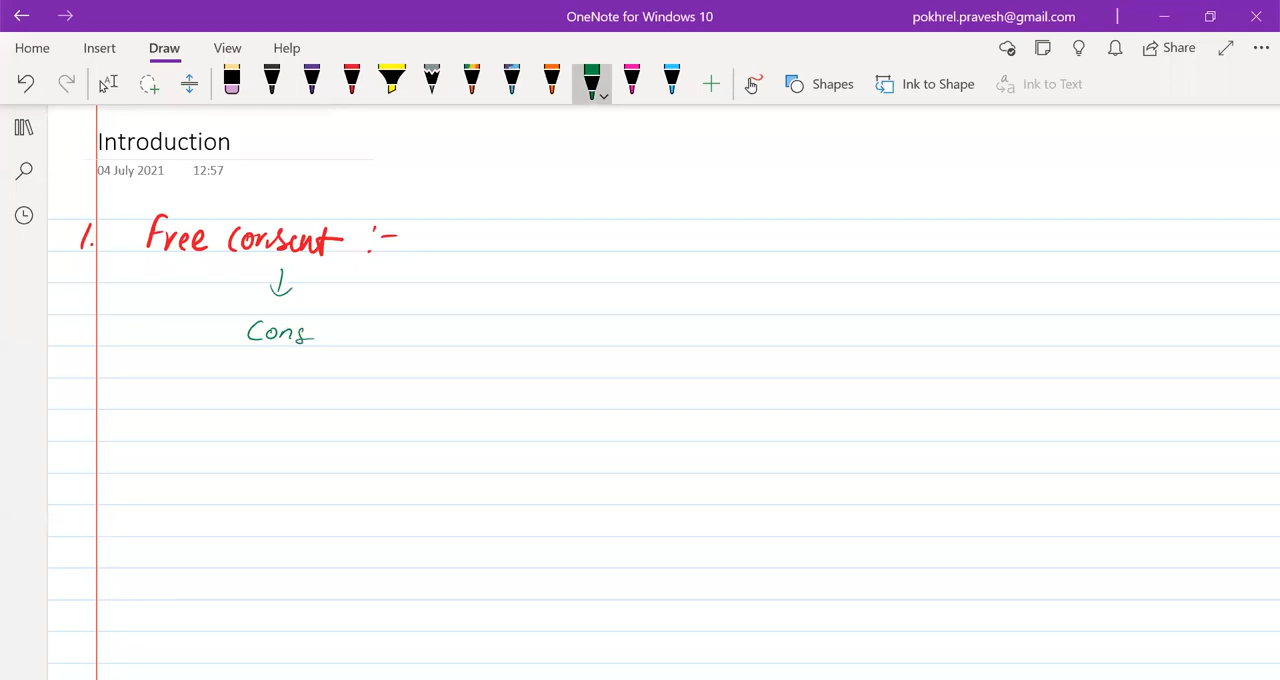 OneNote for Windows 10
pokhrel.pravesh@gmail.com
Home Insert Draw View Help
Share
Shapes Ink to Shape Ink to Text
Introduction
04 July 2021 12:57
1. Free consent :-
↓
Cons